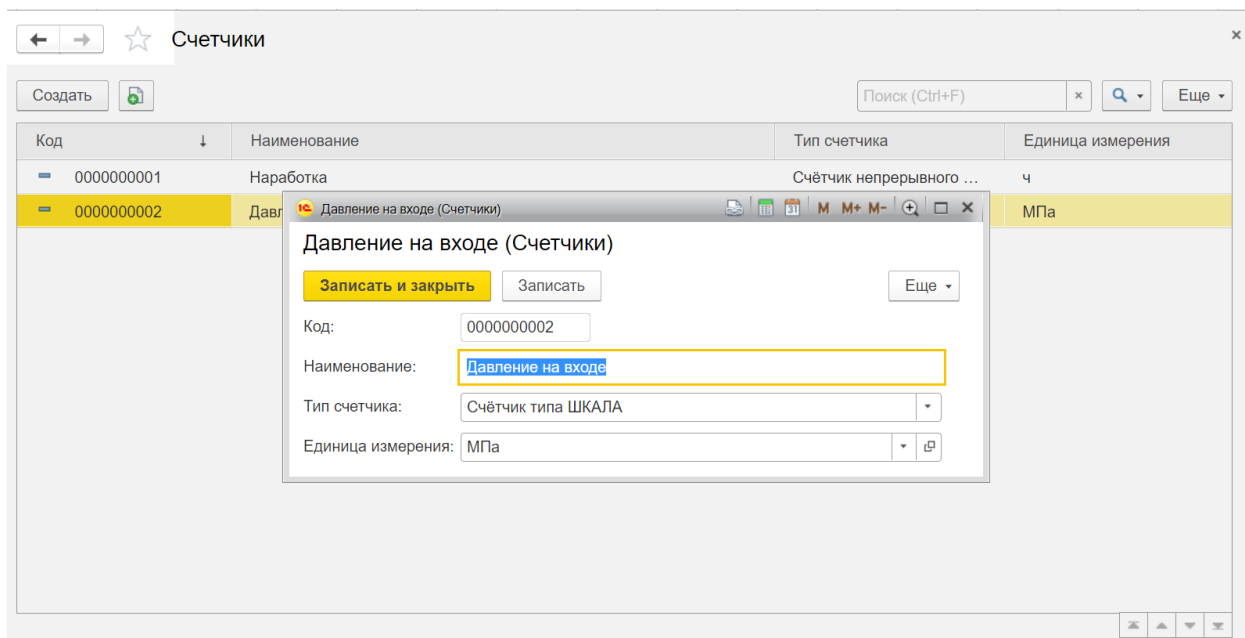 Счетчики
Создать Поиск (Ctrl+F) × Еще
Код ↓ Наименование Тип счетчика Единица измерения
0000000001 Наработка Счётчик непрерывного ... ч
0000000002 МПа
1С Давление на входе (Счетчики) 31 M M+ M-
Давление на входе (Счетчики)
Записать и закрыть Записать Еще
Код: 0000000002
Наименование: Давление на входе
Тип счетчика: Счётчик типа ШКАЛА
Единица измерения: МПа